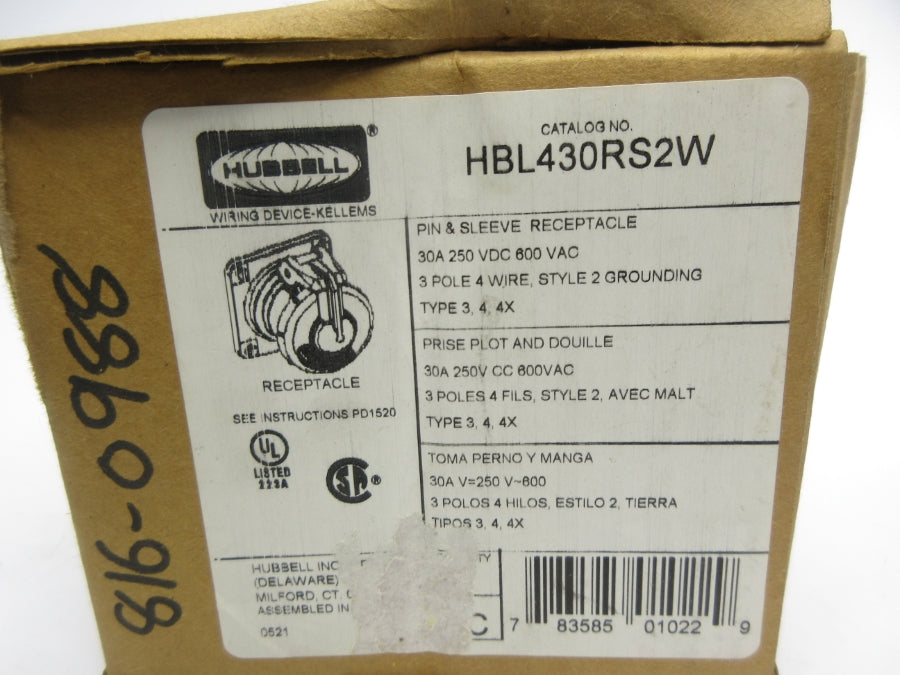 HUBBELL®
WIRING DEVICE-KELLEMS
CATALOG NO.
HBL430RS2W
PIN & SLEEVE RECEPTACLE
30A 250 VDC 600 VAC
3 POLE 4 WIRE, STYLE 2 GROUNDING
TYPE 3, 4, 4X
RECEPTACLE
SEE INSTRUCTIONS PD1520
UL
LISTED
223A
SA®
PRISE PLOT AND DOUILLE
30A 250V CC 600VAC
3 POLES 4 FILS, STYLE 2, AVEC MALT
TYPE 3, 4, 4X
TOMA PERNO Y MANGA
30A V=250 V~600
3 POLOS 4 HILOS, ESTILO 2, TIERRA
TIPOS 3, 4, 4X
HUBBELL INC
(DELAWARE)
MILFORD, CT.
ASSEMBLED IN
0521
TY
C
7 83585 01022 9
816-0988